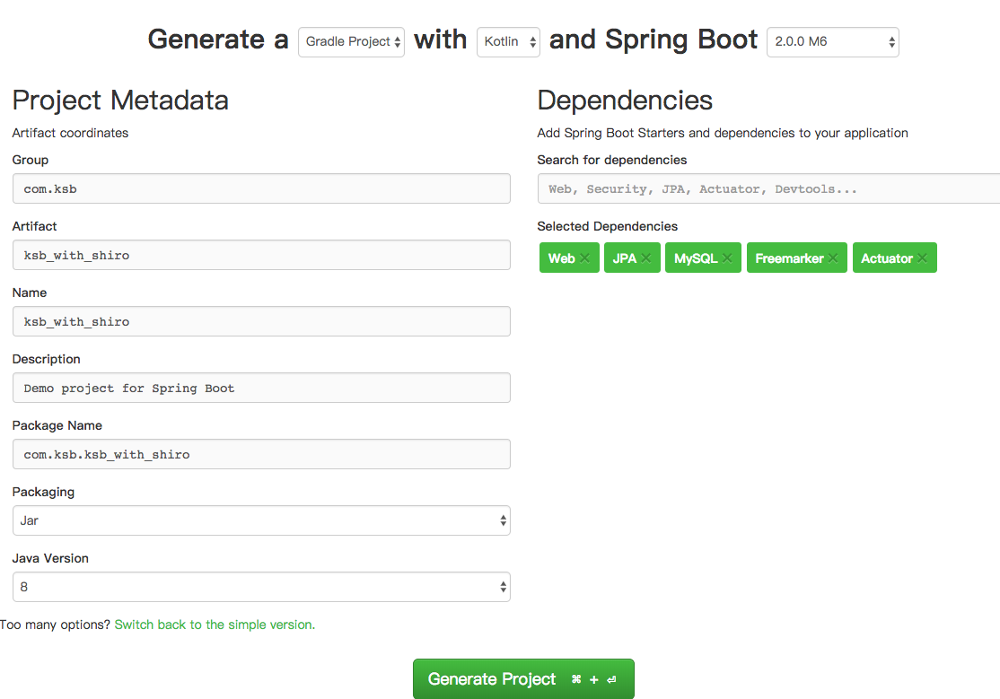 Generate a Gradle Project with Kotlin and Spring Boot 2.0.0 M6
Project Metadata
Artifact coordinates
Group
com.ksb
Artifact
ksb_with_shiro
Name
ksb_with_shiro
Description
Demo project for Spring Boot
Package Name
com.ksb.ksb_with_shiro
Packaging
Jar
Java Version
8
Dependencies
Add Spring Boot Starters and dependencies to your application
Search for dependencies
Web, Security, JPA, Actuator, Devtools...
Selected Dependencies
Web × JPA × MySQL × Freemarker × Actuator ×
Too many options? Switch back to the simple version.
Generate Project ⌘ + ⏎